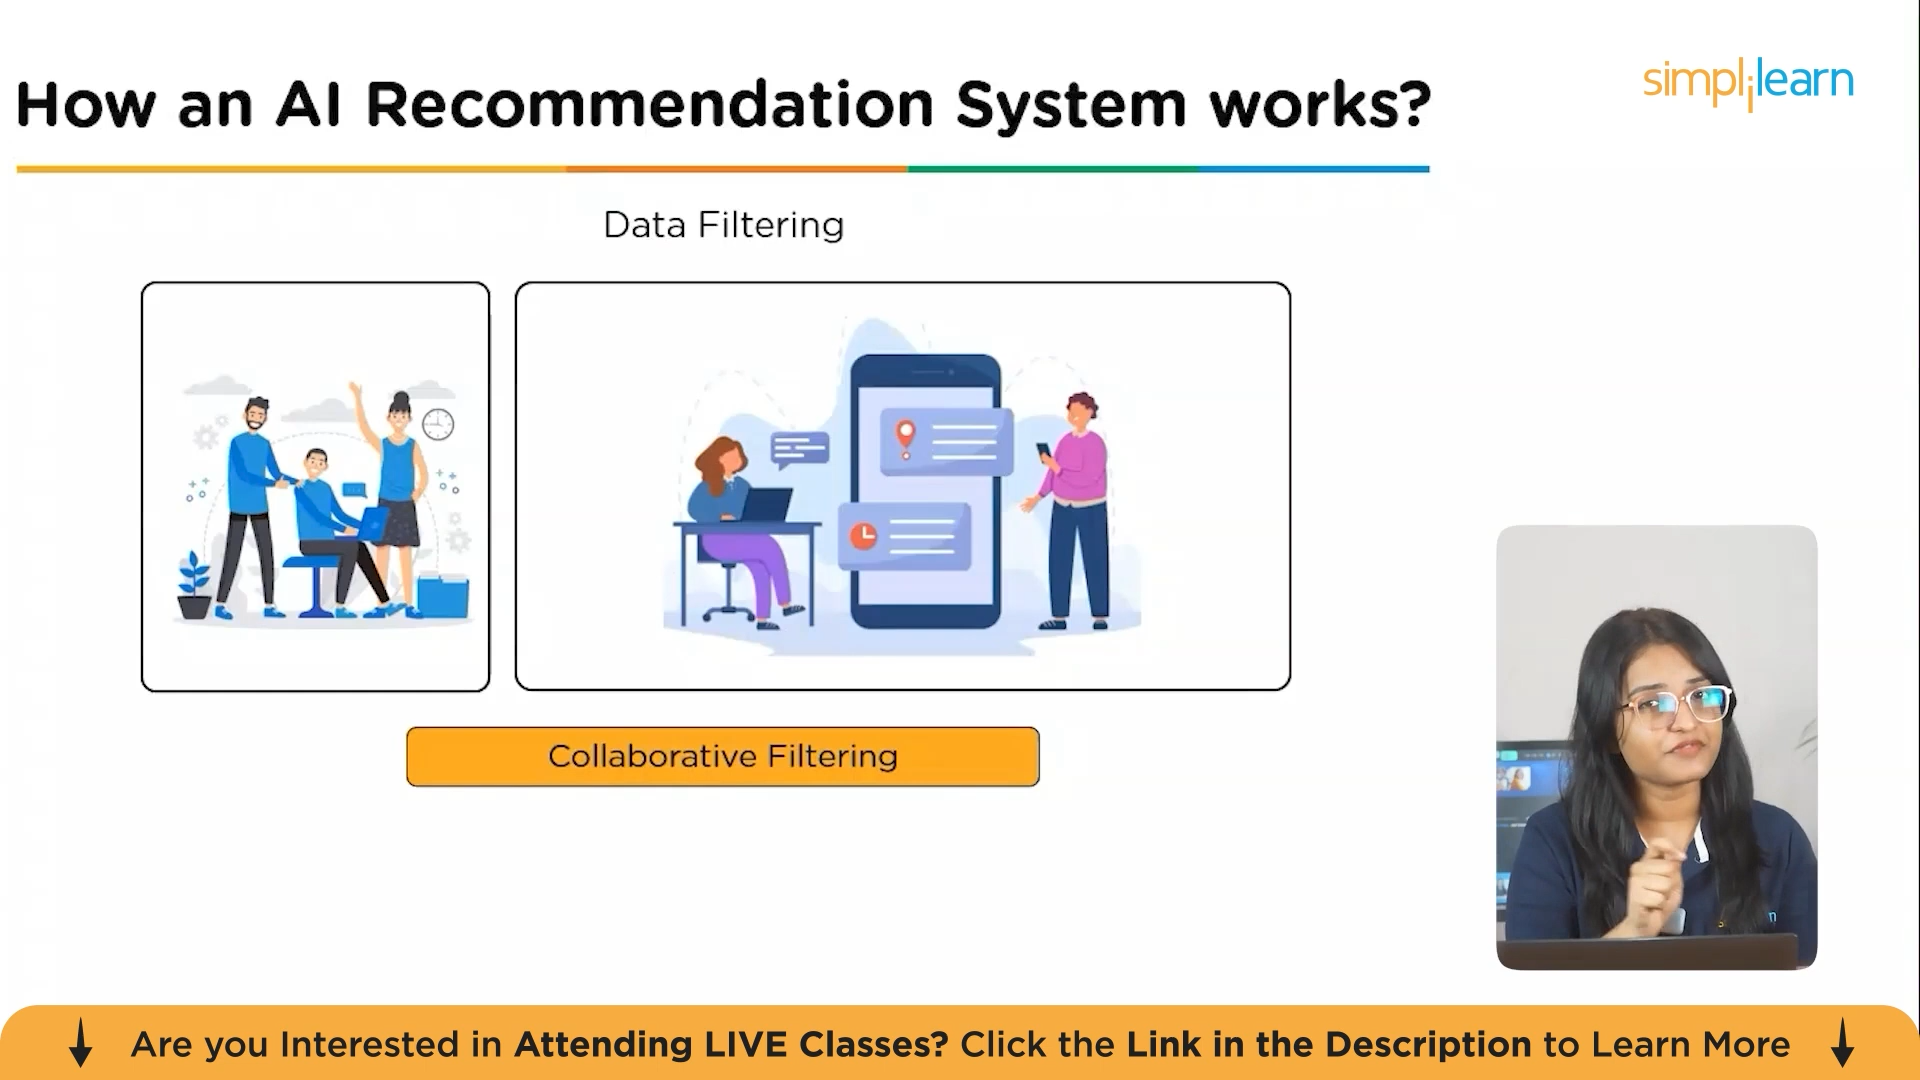 How an AI Recommendation System works?
simplilearn
Data Filtering
Collaborative Filtering
Are you Interested in Attending LIVE Classes? Click the Link in the Description to Learn More